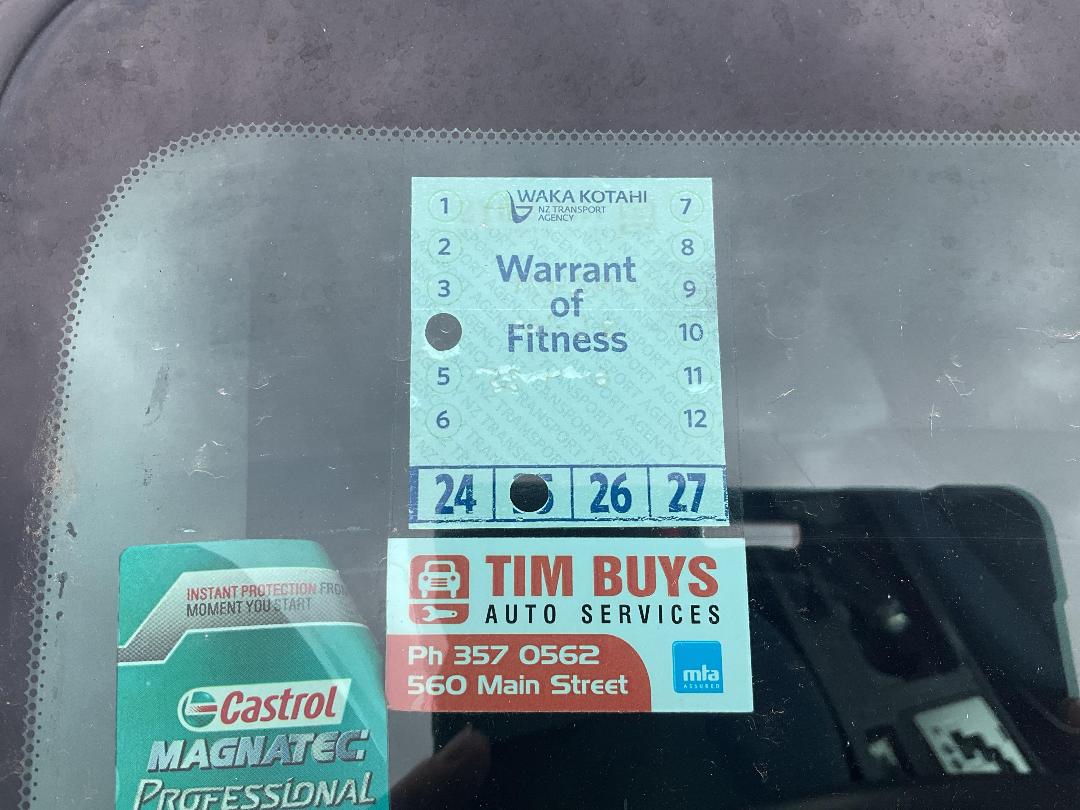 WAKA KOTAHI
NZ TRANSPORT
AGENCY
1
2
3
5
6
7
8
9
10
11
12
Warrant
of
Fitness
24 26 27
TIM BUYS
AUTO SERVICES
Ph 357 0562
560 Main Street
mta
ASSURED
INSTANT PROTECTION FROM
MOMENT YOU START
Castrol
MAGNATEC
PROFESSIONAL